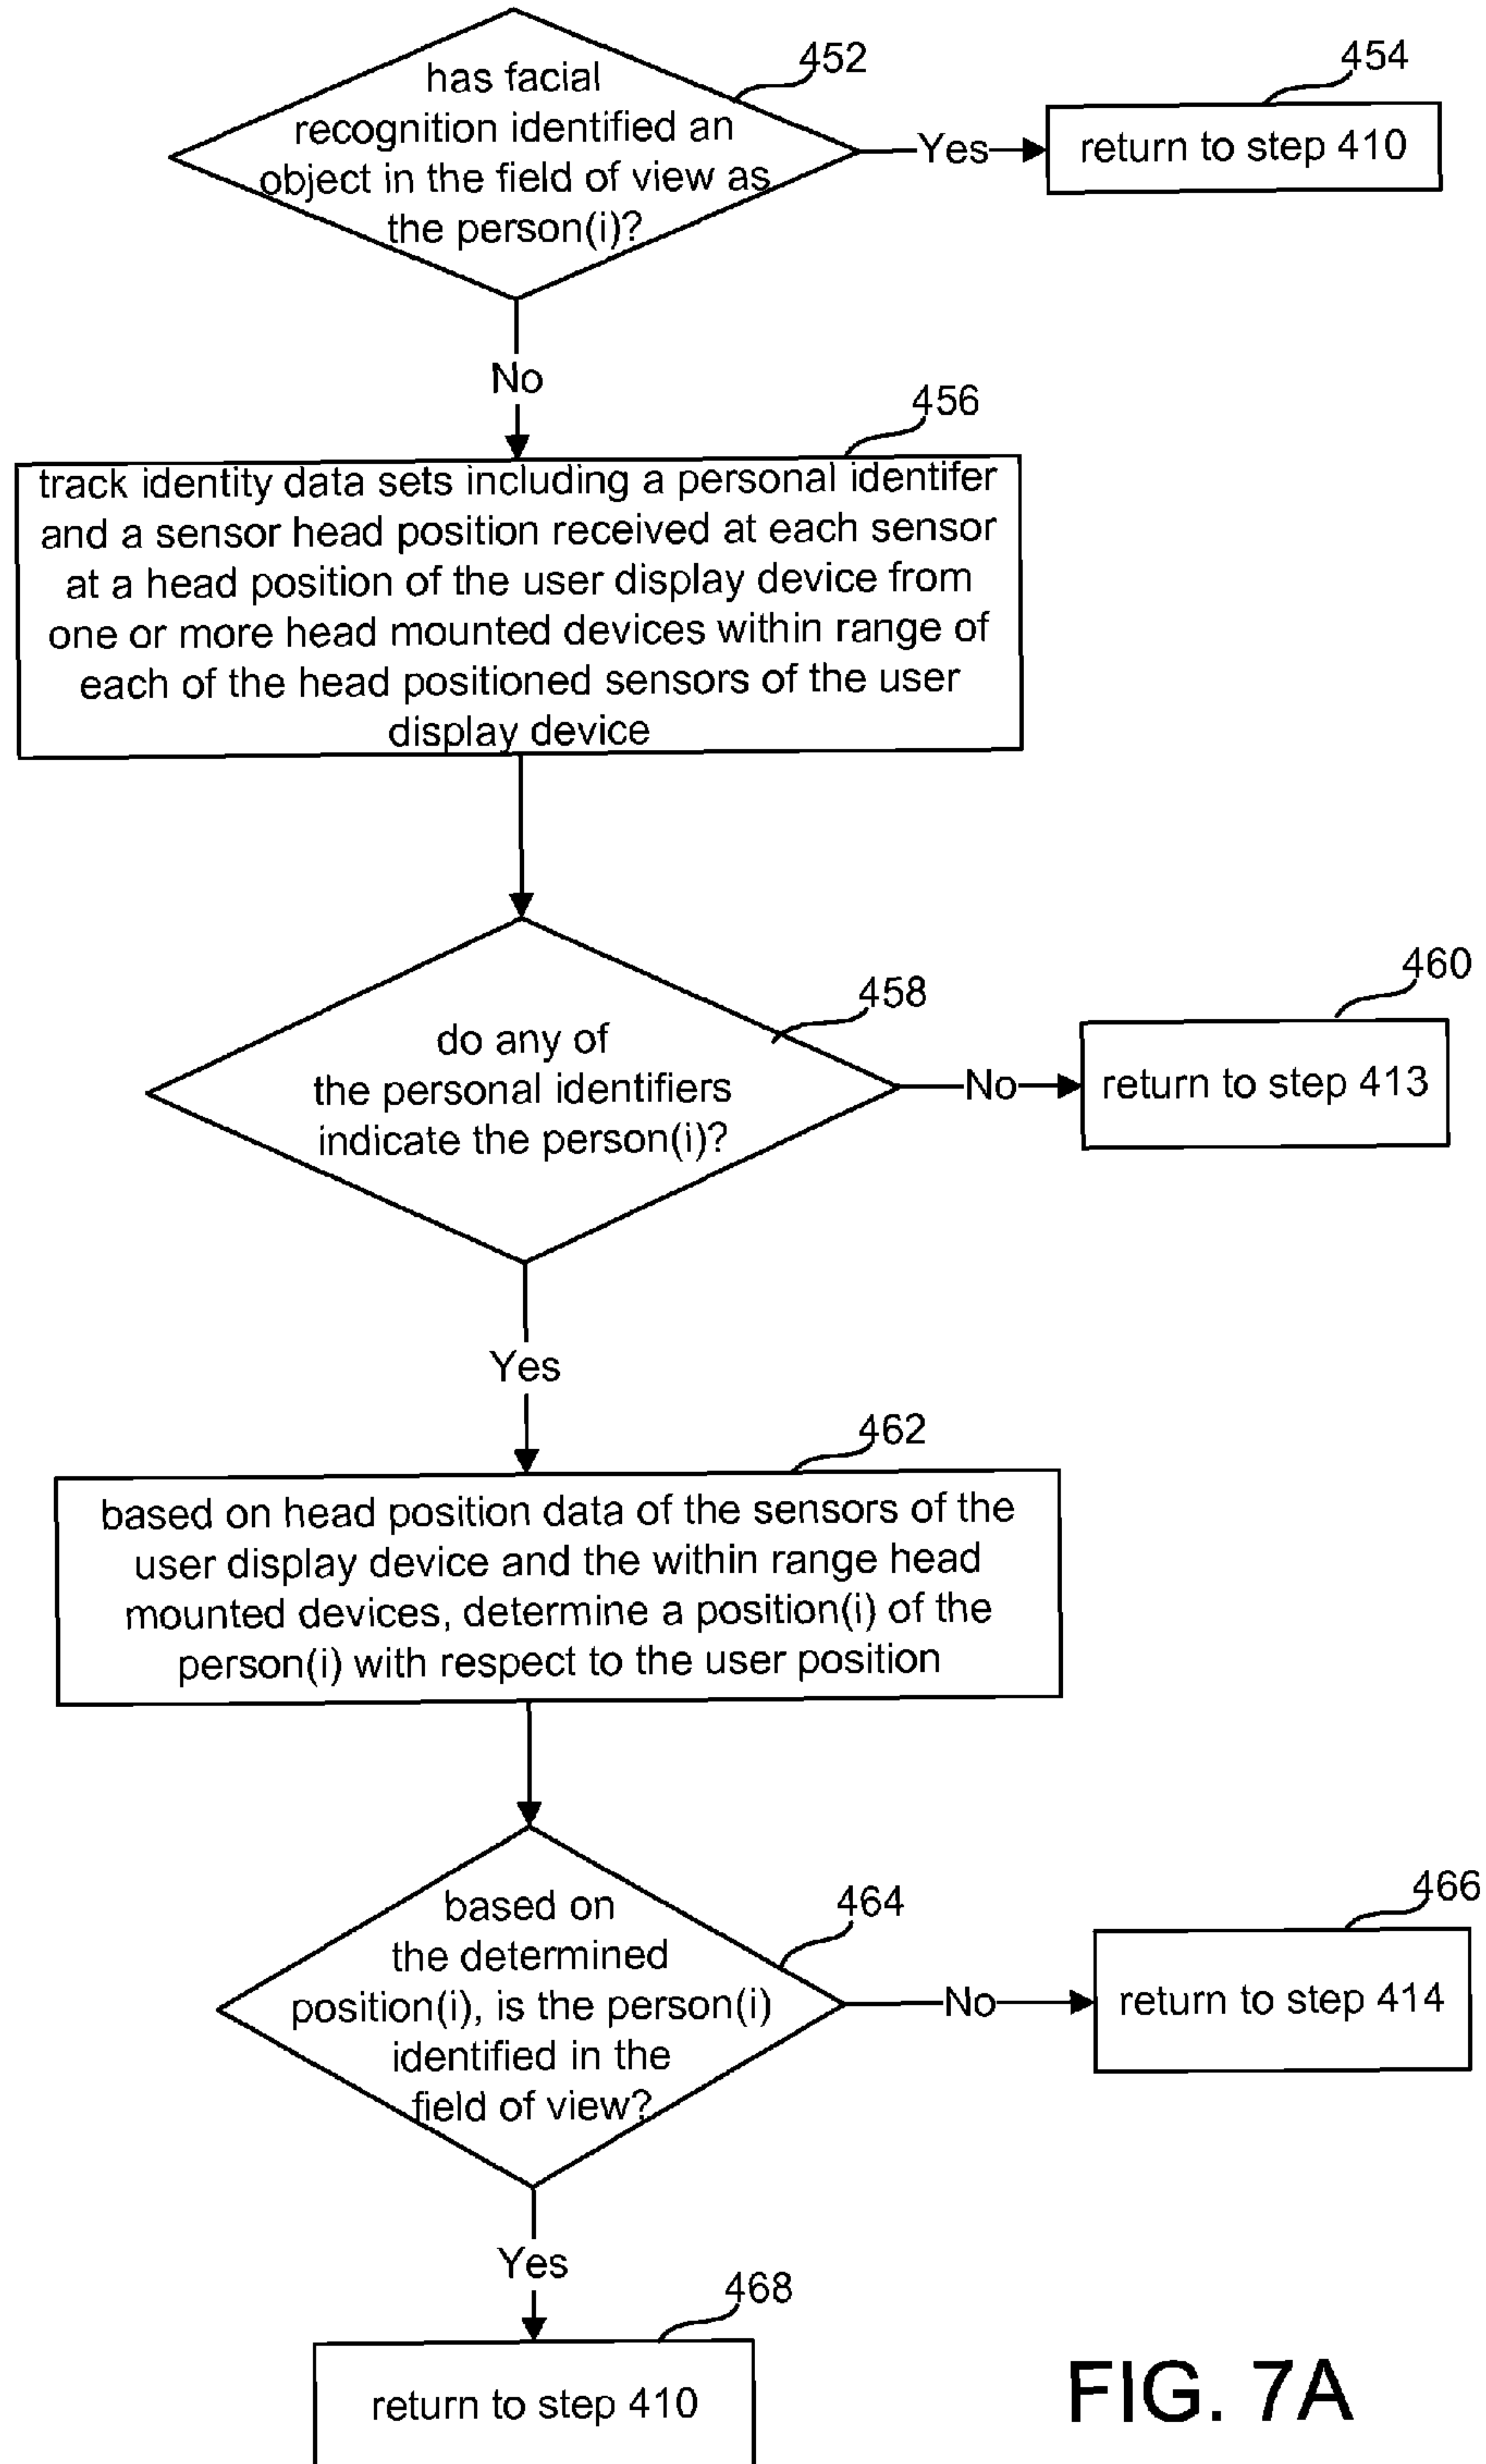 452
has facial
recognition identified an
object in the field of view as
the person(i)?
Yes
454
return to step 410
No
456
track identity data sets including a personal identifer
and a sensor head position received at each sensor
at a head position of the user display device from
one or more head mounted devices within range of
each of the head positioned sensors of the user
display device
458
do any of
the personal identifiers
indicate the person(i)?
No
460
return to step 413
Yes
462
based on head position data of the sensors of the
user display device and the within range head
mounted devices, determine a position(i) of the
person(i) with respect to the user position
464
based on
the determined
position(i), is the person(i)
identified in the
field of view?
No
466
return to step 414
Yes
468
return to step 410
FIG. 7A